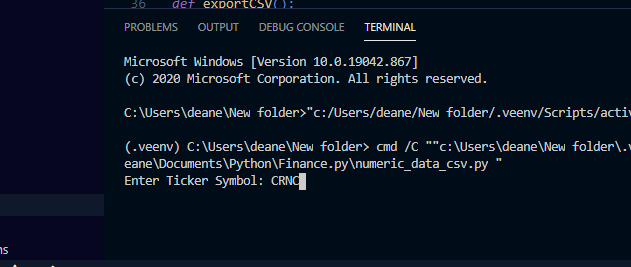 36 def exportCSV():
PROBLEMS OUTPUT DEBUG CONSOLE TERMINAL
Microsoft Windows [Version 10.0.19042.867]
(c) 2020 Microsoft Corporation. All rights reserved.
C:\Users\deane\New folder>"c:/Users/deane/New folder/.veenv/Scripts/activ
(.veenv) C:\Users\deane\New folder> cmd /C ""c:\Users\deane\New folder\.v
eane\Documents\Python\Finance.py\numeric_data_csv.py "
Enter Ticker Symbol: CRNC
ns